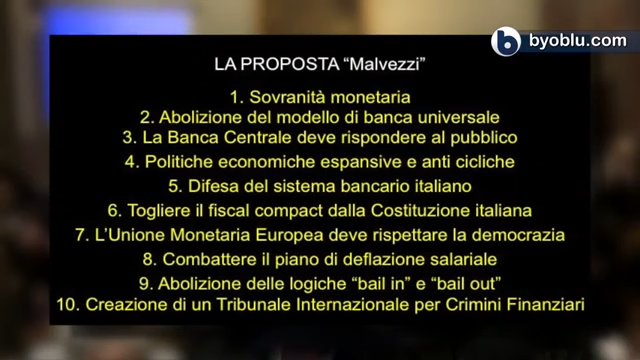 byoblu.com
LA PROPOSTA “Malvezzi”
1. Sovranità monetaria
2. Abolizione del modello di banca universale
3. La Banca Centrale deve rispondere al pubblico
4. Politiche economiche espansive e anti cicliche
5. Difesa del sistema bancario italiano
6. Togliere il fiscal compact dalla Costituzione italiana
7. L’Unione Monetaria Europea deve rispettare la democrazia
8. Combattere il piano di deflazione salariale
9. Abolizione delle logiche “bail in” e “bail out”
10. Creazione di un Tribunale Internazionale per Crimini Finanziari